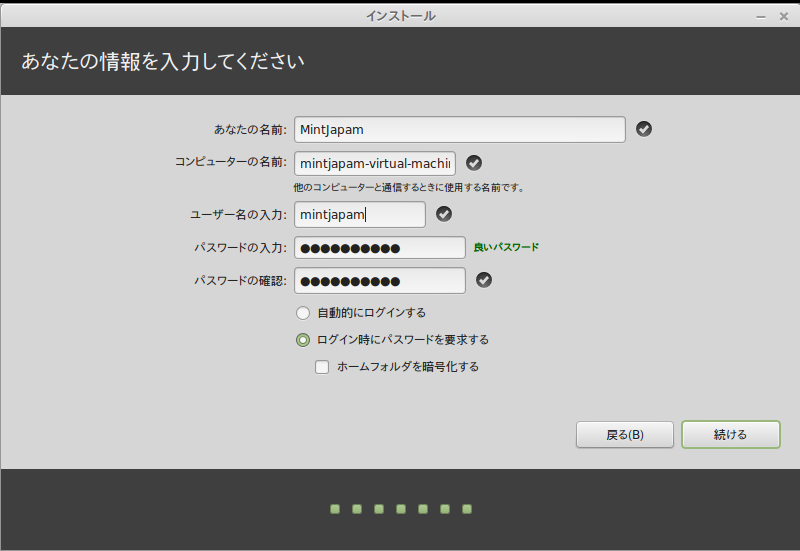 インストール
あなたの情報を入力してください
あなたの名前: MintJapam
コンピューターの名前: mintjapam-virtual-machin
他のコンピューターと通信するときに使用する名前です。
ユーザー名の入力: mintjapam
パスワードの入力: ●●●●●●●●●● 良いパスワード
パスワードの確認: ●●●●●●●●●●
自動的にログインする
ログイン時にパスワードを要求する
ホームフォルダを暗号化する
戻る(B) 続ける